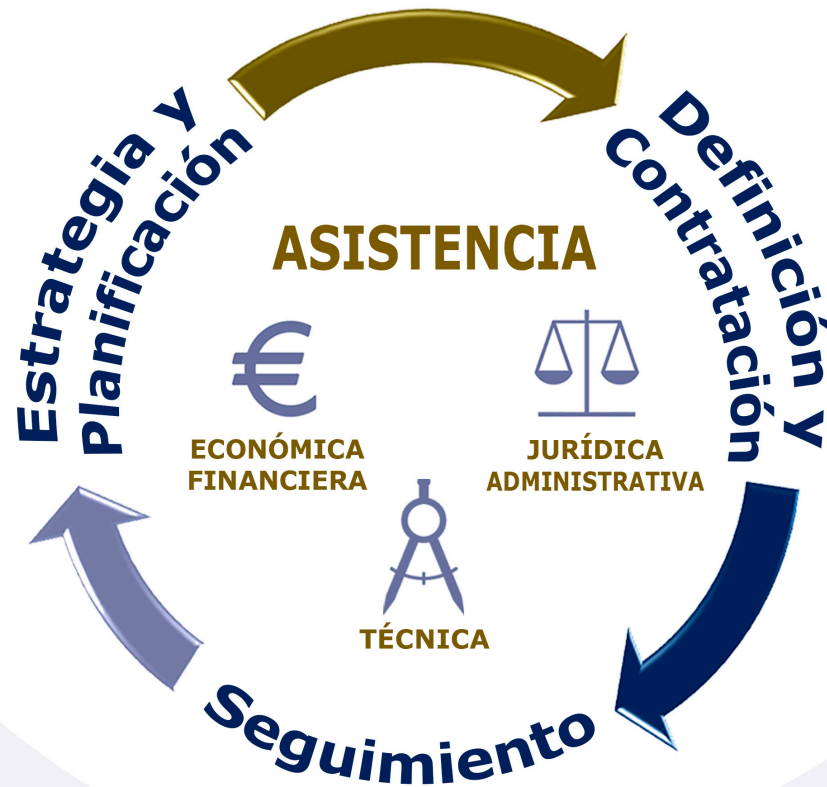 Estrategia y
Planificación
Definición y
Contratación
ASISTENCIA
€
ECONÓMICA
FINANCIERA
JURÍDICA
ADMINISTRATIVA
TÉCNICA
Seguimiento